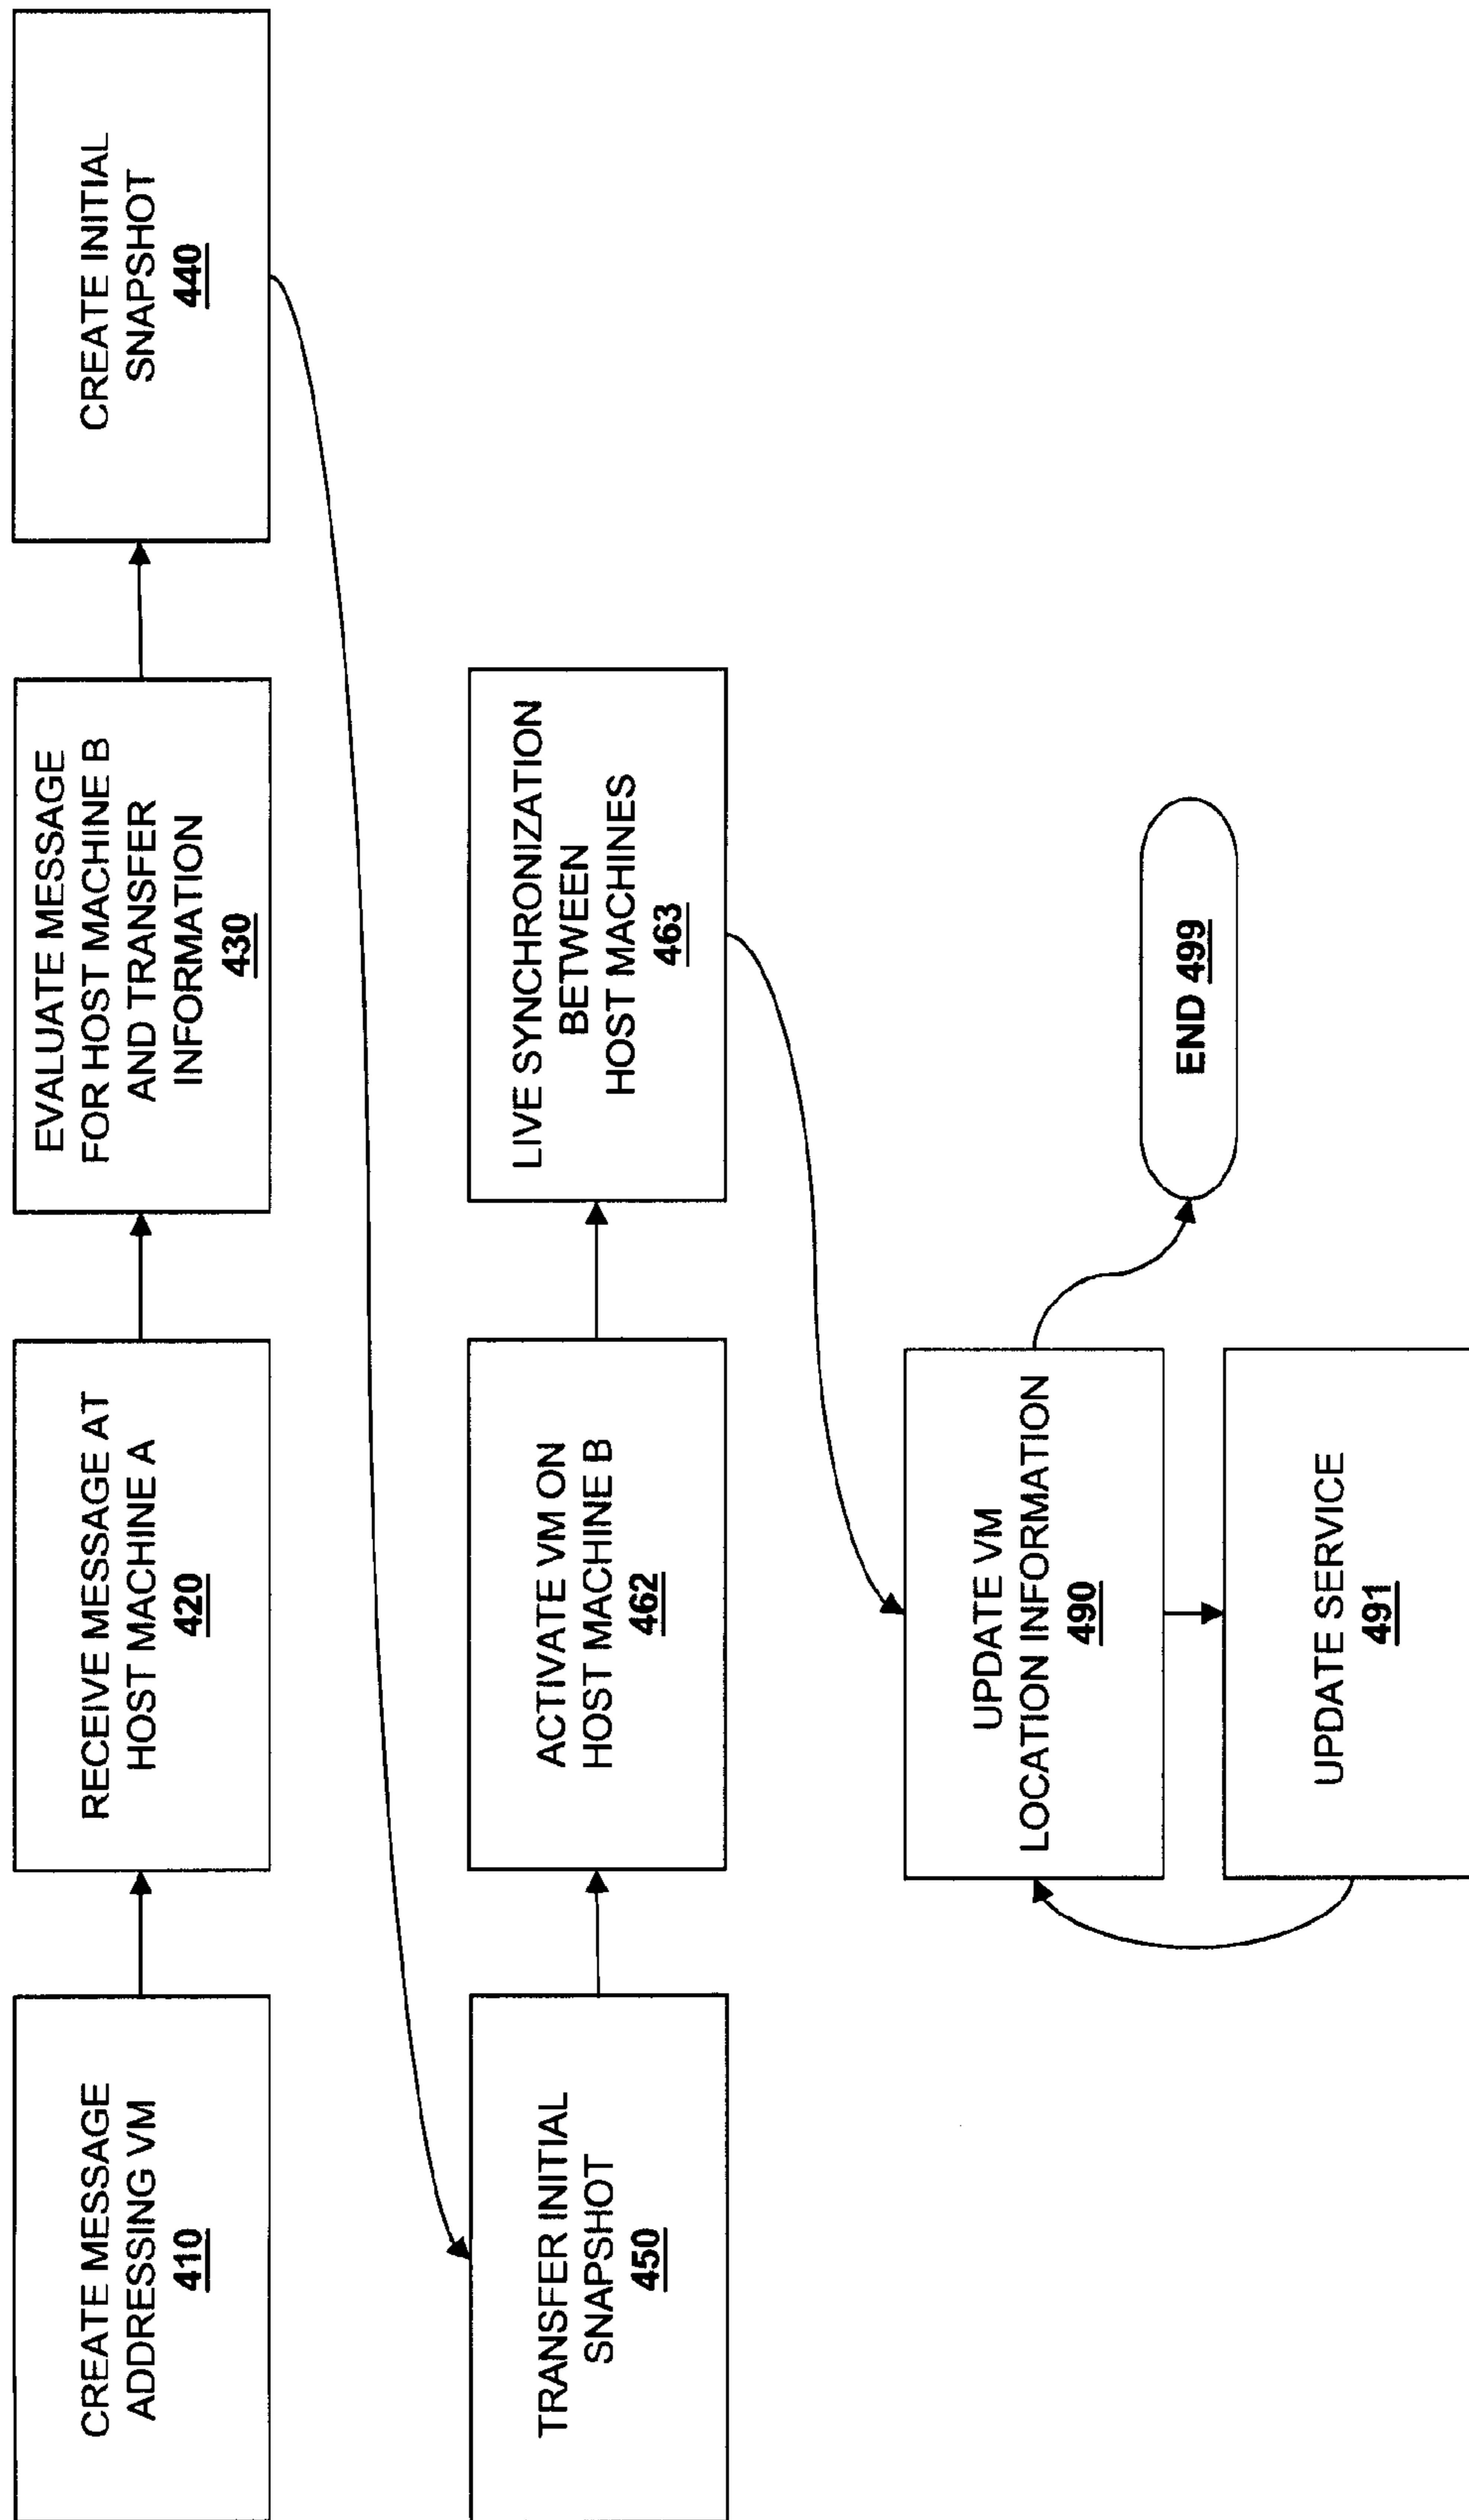 CREATE MESSAGE
ADDRESSING VM
410
RECEIVE MESSAGE AT
HOST MACHINE A
420
EVALUATE MESSAGE
FOR HOST MACHINE B
AND TRANSFER
INFORMATION
430
CREATE INITIAL
SNAPSHOT
440
TRANSFER INITIAL
SNAPSHOT
450
ACTIVATE VM ON
HOST MACHINE B
462
LIVE SYNCHRONIZATION
BETWEEN
HOST MACHINES
463
UPDATE VM
LOCATION INFORMATION
490
END 499
UPDATE SERVICE
491